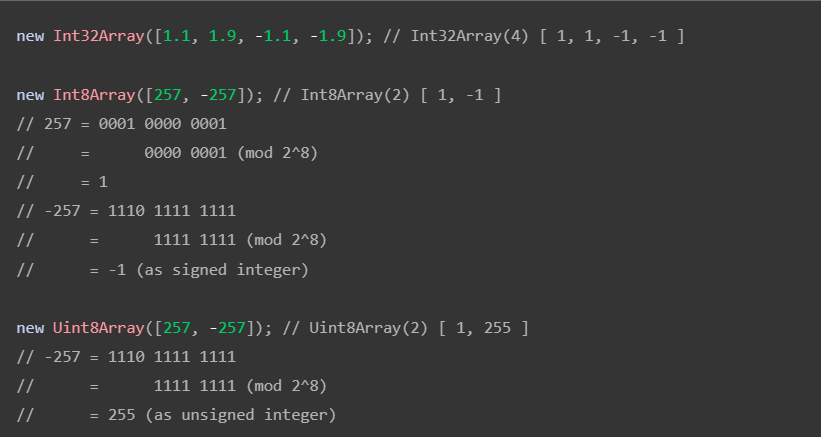 new Int32Array([1.1, 1.9, -1.1, -1.9]); // Int32Array(4) [ 1, 1, -1, -1 ]
new Int8Array([257, -257]); // Int8Array(2) [ 1, -1 ]
// 257 = 0001 0000 0001
//     =      0000 0001 (mod 2^8)
//     = 1
// -257 = 1110 1111 1111
//      =      1111 1111 (mod 2^8)
//      = -1 (as signed integer)
new Uint8Array([257, -257]); // Uint8Array(2) [ 1, 255 ]
// -257 = 1110 1111 1111
//      =      1111 1111 (mod 2^8)
//      = 255 (as unsigned integer)